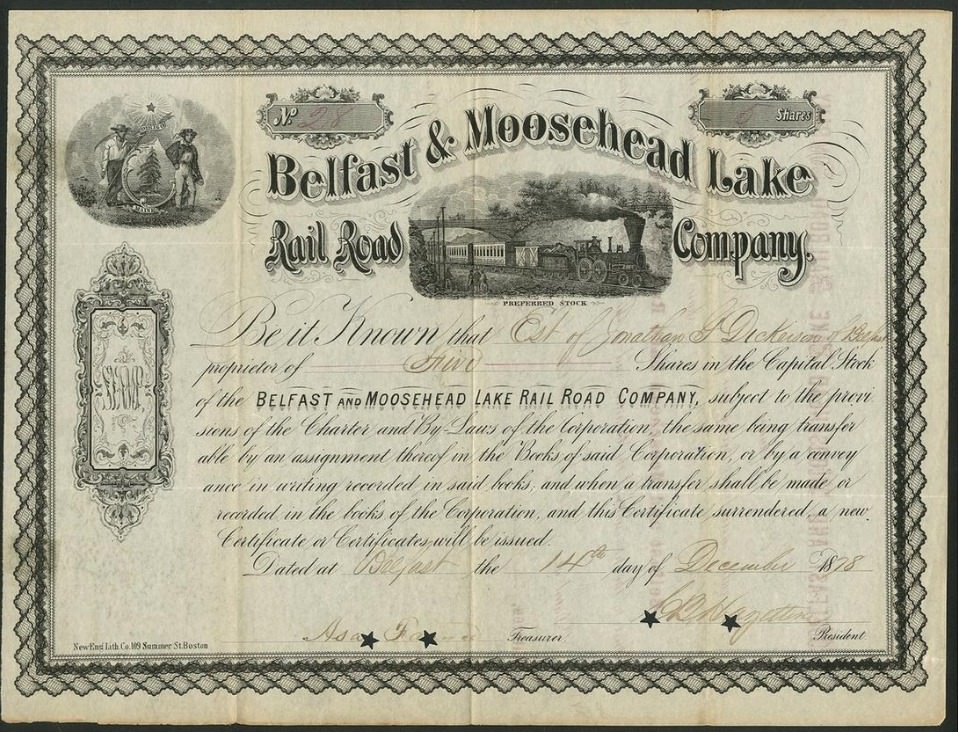 No 28
5 Shares
Belfast & Moosehead Lake
Rail Road Company.
PREFERRED STOCK
Be it Known that Est of Jonathan G Dickerson of Belfast
proprietor of Five Shares in the Capital Stock
of the BELFAST AND MOOSEHEAD LAKE RAIL ROAD COMPANY, subject to the provi
sions of the Charter and By-Laws of the Corporation, the same being transfer
able by an assignment thereof in the Books of said Corporation, or by a convey
ance in writing recorded in said books, and when a transfer shall be made or
recorded in the books of the Corporation, and this Certificate surrendered, a new
Certificate or Certificates will be issued.
Dated at Belfast the 14th day of December 1878
Asa Treasurer President
New Eng Lith. Co. 109 Summer St. Boston